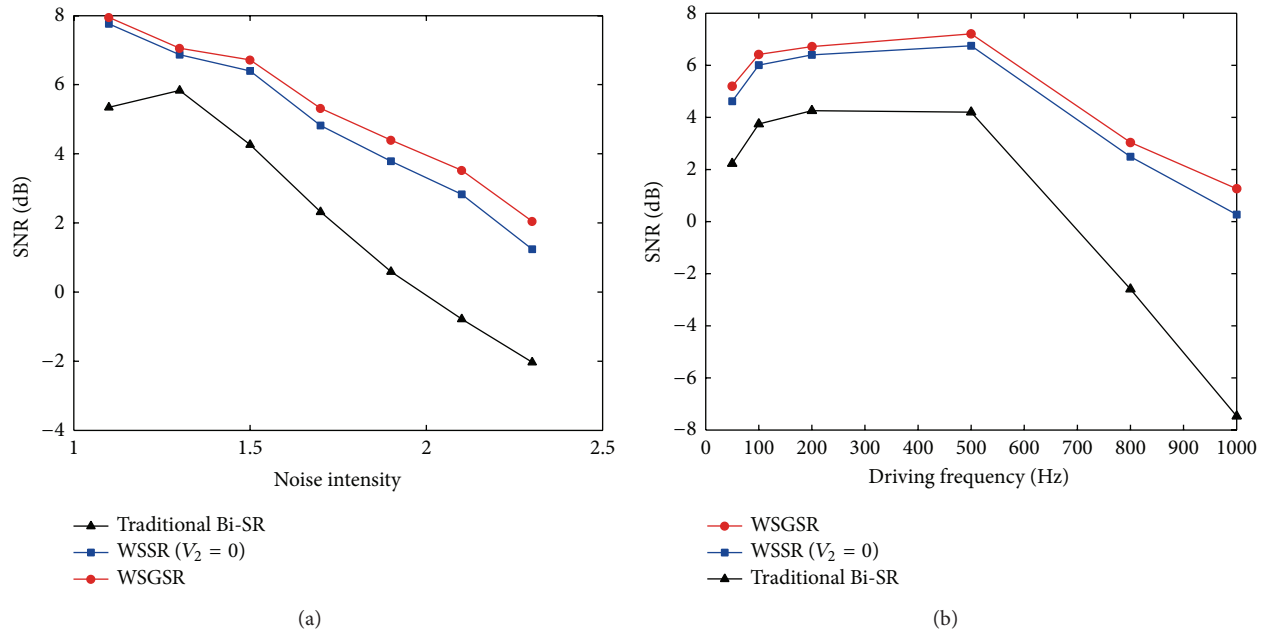 8
6
4
2
0
−2
−4
SNR (dB)
1
1.5
2
2.5
Noise intensity
Traditional Bi-SR
WSSR (V₂ = 0)
WSGSR
(a)
8
6
4
2
0
−2
−4
−6
−8
SNR (dB)
0 100 200 300 400 500 600 700 800 900 1000
Driving frequency (Hz)
WSGSR
WSSR (V₂ = 0)
Traditional Bi-SR
(b)